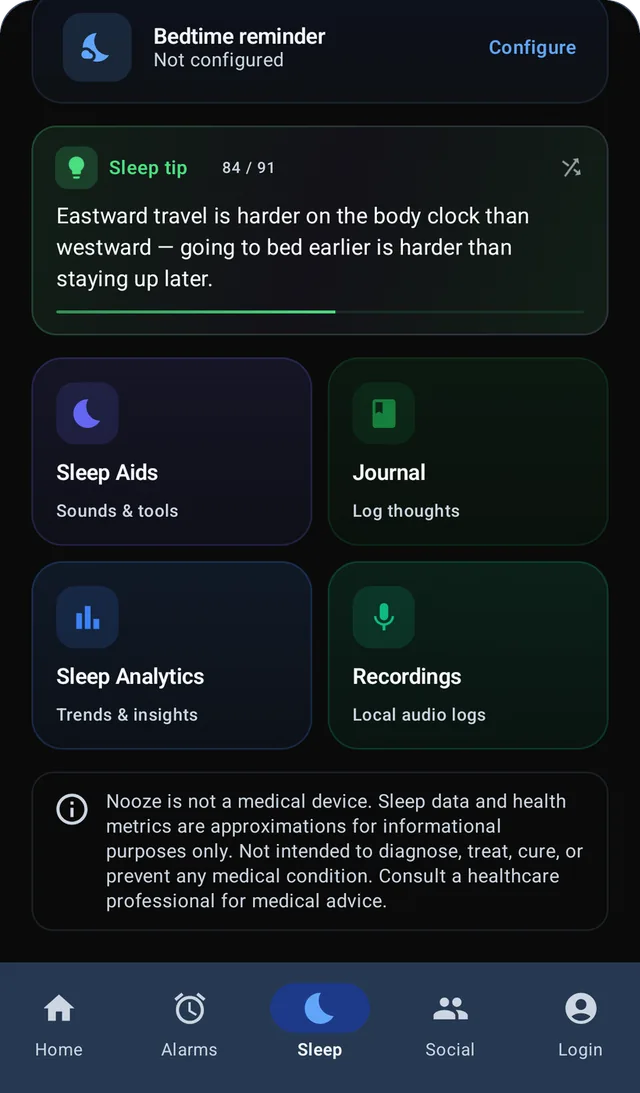 Bedtime reminder
Not configured
Configure
Sleep tip
84 / 91
Eastward travel is harder on the body clock than
westward — going to bed earlier is harder than
staying up later.
Sleep Aids
Sounds & tools
Journal
Log thoughts
Sleep Analytics
Trends & insights
Recordings
Local audio logs
Nooze is not a medical device. Sleep data and health
metrics are approximations for informational
purposes only. Not intended to diagnose, treat, cure, or
prevent any medical condition. Consult a healthcare
professional for medical advice.
Home
Alarms
Sleep
Social
Login